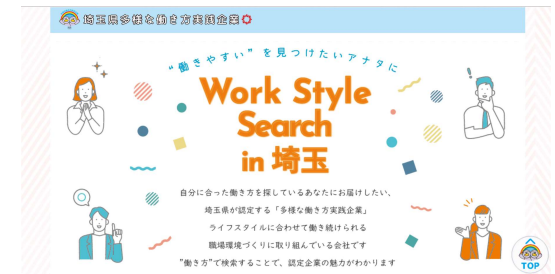 埼玉県多様な働き方実践企業
“働きやすい”を見つけたいアナタに
Work Style
Search
in 埼玉
自分に合った働き方を探しているあなたにお届けしたい、
埼玉県が認定する「多様な働き方実践企業」
ライフスタイルに合わせて働き続けられる
職場環境づくりに取り組んでいる会社です
"働き方"で検索することで、認定企業の魅力がわかります
TOP